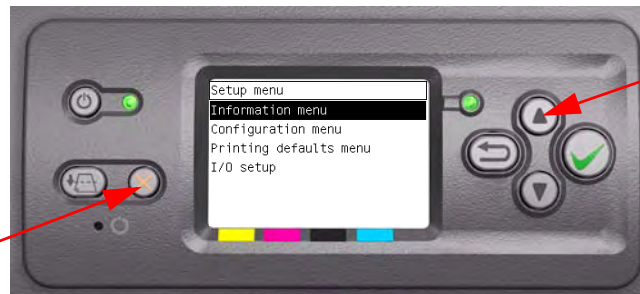 Setup menu
Information menu
Configuration menu
Printing defaults menu
I/O setup